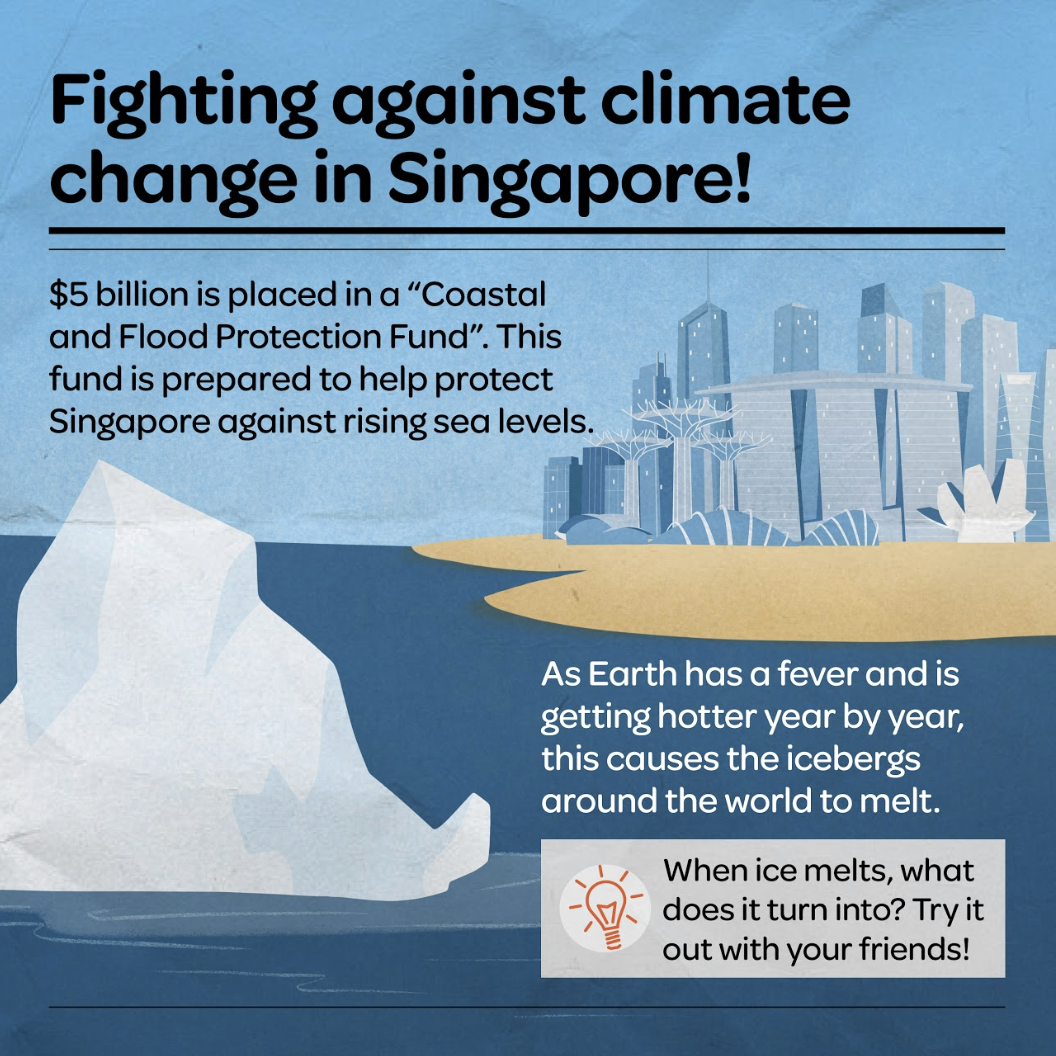 Fighting against climate
change in Singapore!
$5 billion is placed in a “Coastal
and Flood Protection Fund”. This
fund is prepared to help protect
Singapore against rising sea levels.
As Earth has a fever and is
getting hotter year by year,
this causes the icebergs
around the world to melt.
When ice melts, what
does it turn into? Try it
out with your friends!